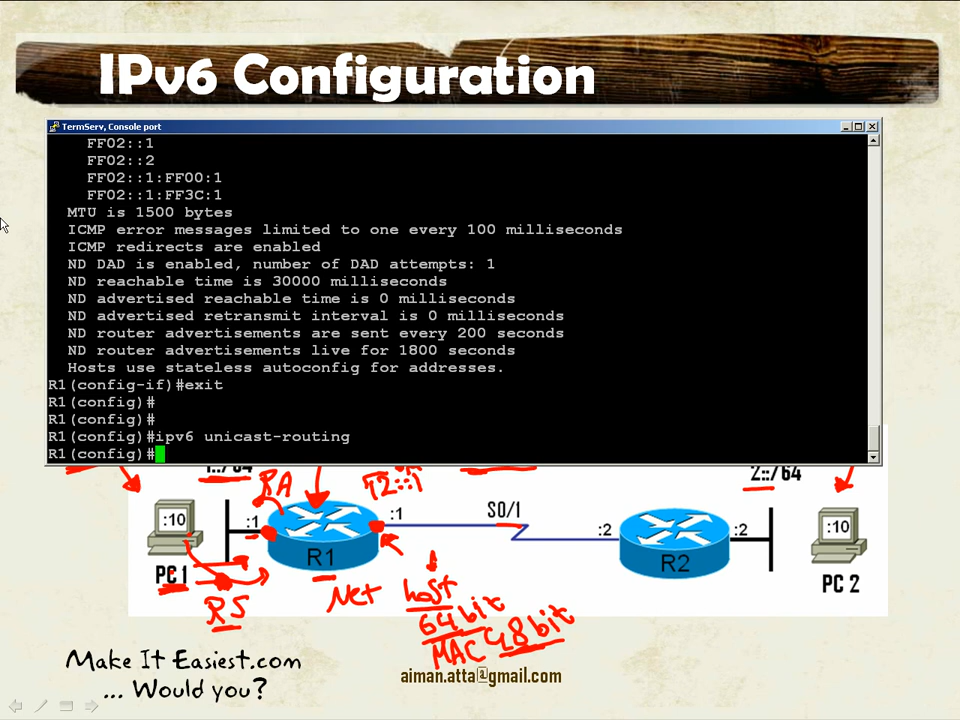 IPv6 Configuration
TermServ, Console port
FF02::1
FF02::2
FF02::1:FF00:1
FF02::1:FF3C:1
MTU is 1500 bytes
ICMP error messages limited to one every 100 milliseconds
ICMP redirects are enabled
ND DAD is enabled, number of DAD attempts: 1
ND reachable time is 30000 milliseconds
ND advertised reachable time is 0 milliseconds
ND advertised retransmit interval is 0 milliseconds
ND router advertisements are sent every 200 seconds
ND router advertisements live for 1800 seconds
Hosts use stateless autoconfig for addresses.
R1(config-if)#exit
R1(config)#
R1(config)#
R1(config)#ipv6 unicast-routing
R1(config)#
1::/64
2::/64
RA
12::1
:10
:1
:1
S0/1
:2
:2
:10
R1
R2
PC 1
PC 2
RS
Net
host
64 bit
MAC 48 bit
Make It Easiest.com
... Would you?
aiman.atta@gmail.com